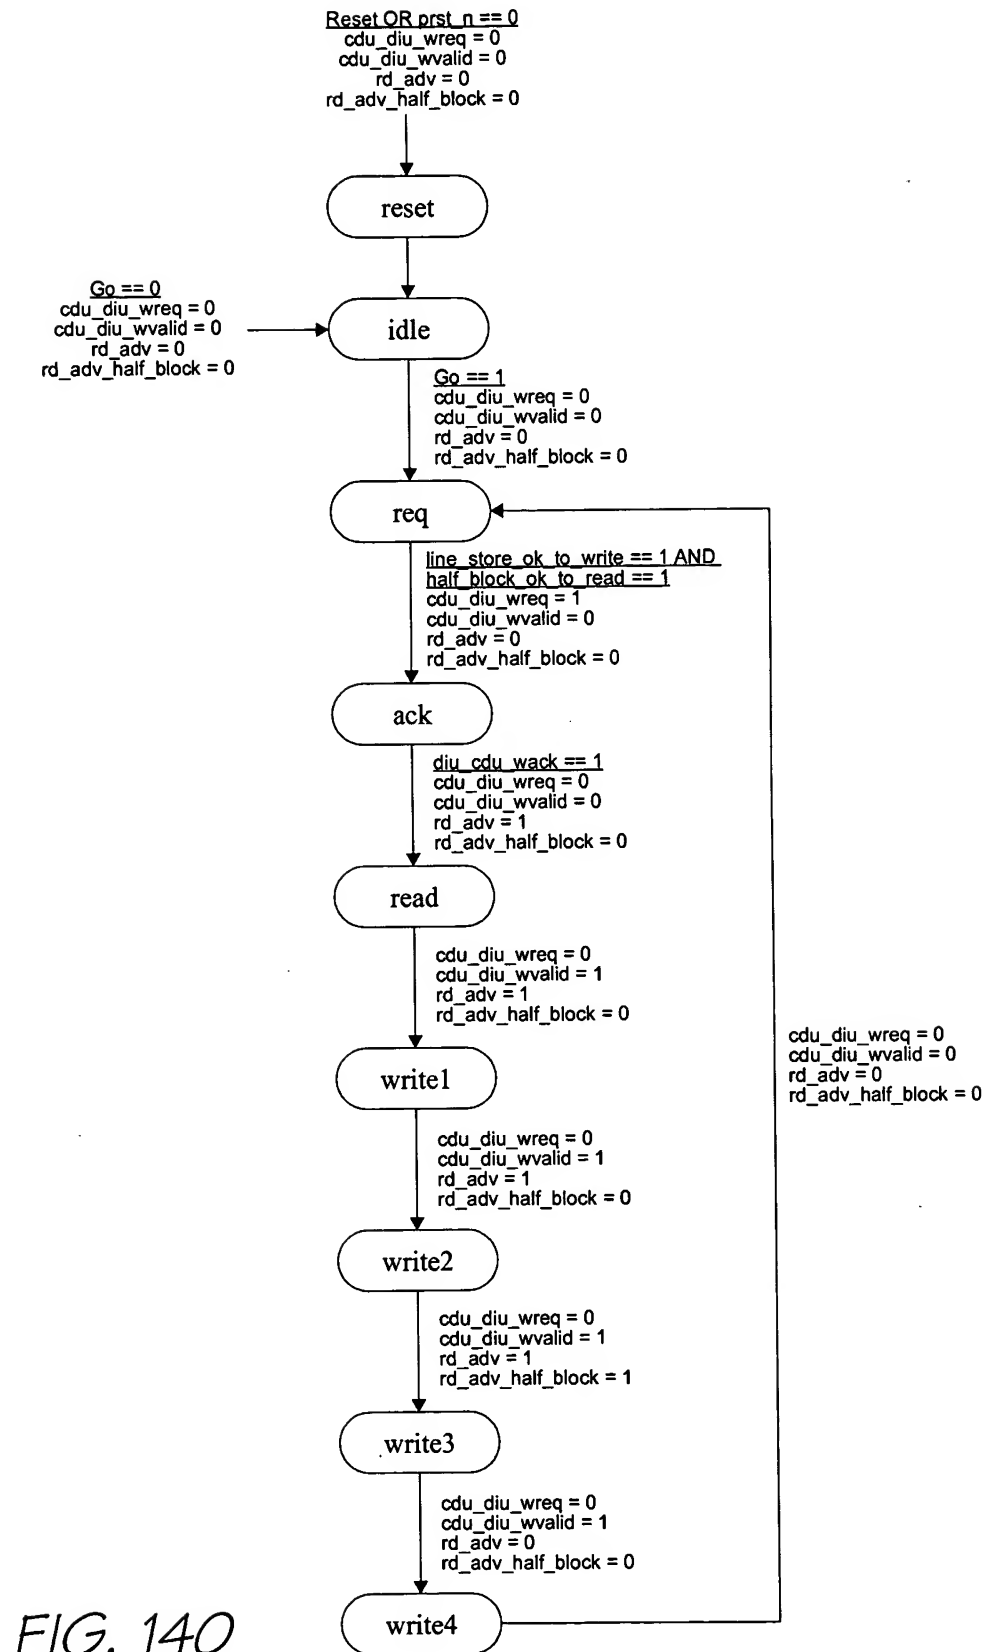 Reset OR prst_n == 0
cdu_diu_wreq = 0
cdu_diu_wvalid = 0
rd_adv = 0
rd_adv_half_block = 0
reset
Go == 0
cdu_diu_wreq = 0
cdu_diu_wvalid = 0
rd_adv = 0
rd_adv_half_block = 0
idle
Go == 1
cdu_diu_wreq = 0
cdu_diu_wvalid = 0
rd_adv = 0
rd_adv_half_block = 0
req
line_store_ok_to_write == 1 AND
half_block_ok_to_read == 1
cdu_diu_wreq = 1
cdu_diu_wvalid = 0
rd_adv = 0
rd_adv_half_block = 0
ack
diu_cdu_wack == 1
cdu_diu_wreq = 0
cdu_diu_wvalid = 0
rd_adv = 1
rd_adv_half_block = 0
read
cdu_diu_wreq = 0
cdu_diu_wvalid = 1
rd_adv = 1
rd_adv_half_block = 0
cdu_diu_wreq = 0
cdu_diu_wvalid = 0
rd_adv = 0
rd_adv_half_block = 0
write1
cdu_diu_wreq = 0
cdu_diu_wvalid = 1
rd_adv = 1
rd_adv_half_block = 0
write2
cdu_diu_wreq = 0
cdu_diu_wvalid = 1
rd_adv = 1
rd_adv_half_block = 1
write3
cdu_diu_wreq = 0
cdu_diu_wvalid = 1
rd_adv = 0
rd_adv_half_block = 0
write4
FIG. 140